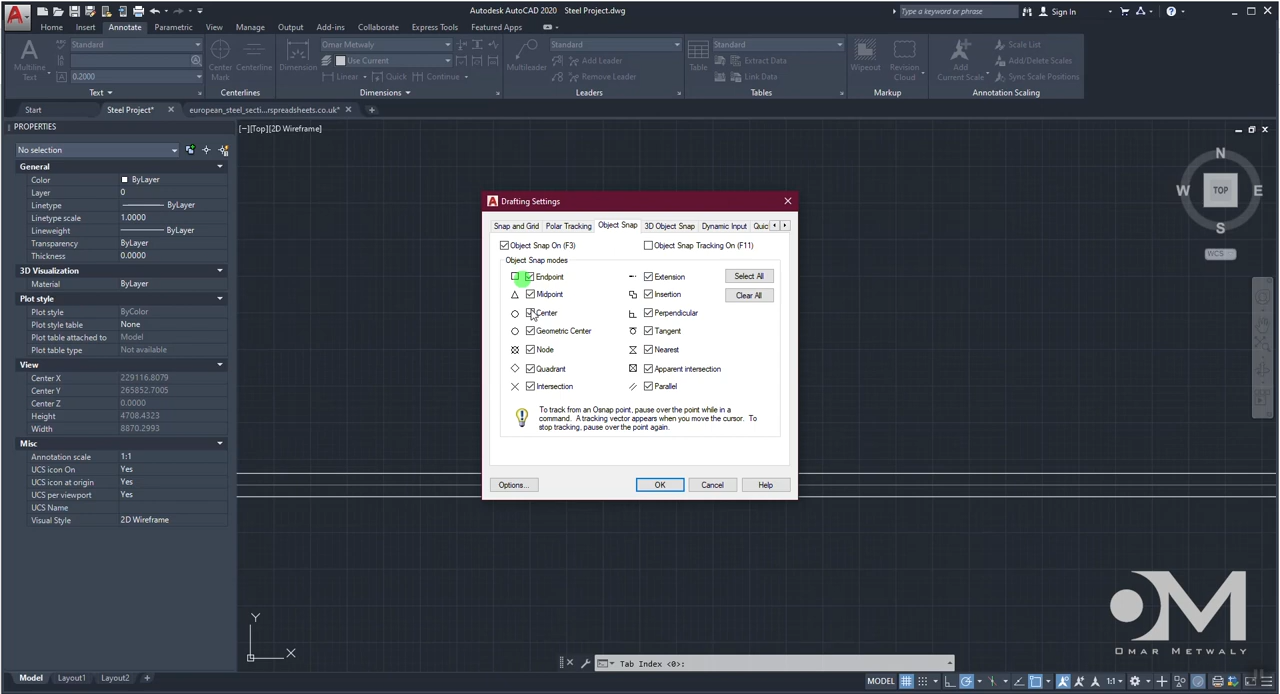 Autodesk AutoCAD 2020 Steel Project.dwg
Type a keyword or phrase
Sign In
Home Insert Annotate Parametric View Manage Output Add-ins Collaborate Express Tools Featured Apps
Standard
Omar Metwaly
Standard
Standard
Scale List
Use Current
Add Leader
Extract Data
Add/Delete Scales
Multiline Text
0.2000
Center Mark
Centerline
Dimension
Linear
Quick
Continue
Multileader
Remove Leader
Table
Link Data
Wipeout
Revision Cloud
Add Current Scale
Sync Scale Positions
Text
Centerlines
Dimensions
Leaders
Tables
Markup
Annotation Scaling
Start
Steel Project*
european_steel_secti...rspreadsheets.co.uk*
PROPERTIES
[−][Top][2D Wireframe]
No selection
General
Color ByLayer
Layer 0
Linetype ByLayer
Linetype scale 1.0000
Lineweight ByLayer
Transparency ByLayer
Thickness 0.0000
3D Visualization
Material ByLayer
Plot style
Plot style ByColor
Plot style table None
Plot table attached to Model
Plot table type Not available
View
Center X 229116.8079
Center Y 265852.7005
Center Z 0.0000
Height 4708.4323
Width 8870.2993
Misc
Annotation scale 1:1
UCS icon On Yes
UCS icon at origin Yes
UCS per viewport Yes
UCS Name
Visual Style 2D Wireframe
Drafting Settings
Snap and Grid Polar Tracking Object Snap 3D Object Snap Dynamic Input Quic
Object Snap On (F3) Object Snap Tracking On (F11)
Object Snap modes
Endpoint Extension Select All
Midpoint Insertion Clear All
Center Perpendicular
Geometric Center Tangent
Node Nearest
Quadrant Apparent intersection
Intersection Parallel
To track from an Osnap point, pause over the point while in a
command. A tracking vector appears when you move the cursor. To
stop tracking, pause over the point again.
Options... OK Cancel Help
N
W TOP E
S
WCS
Y
X
OM
OMAR METWALY
Tab Index <0>:
Model Layout1 Layout2
MODEL
1:1